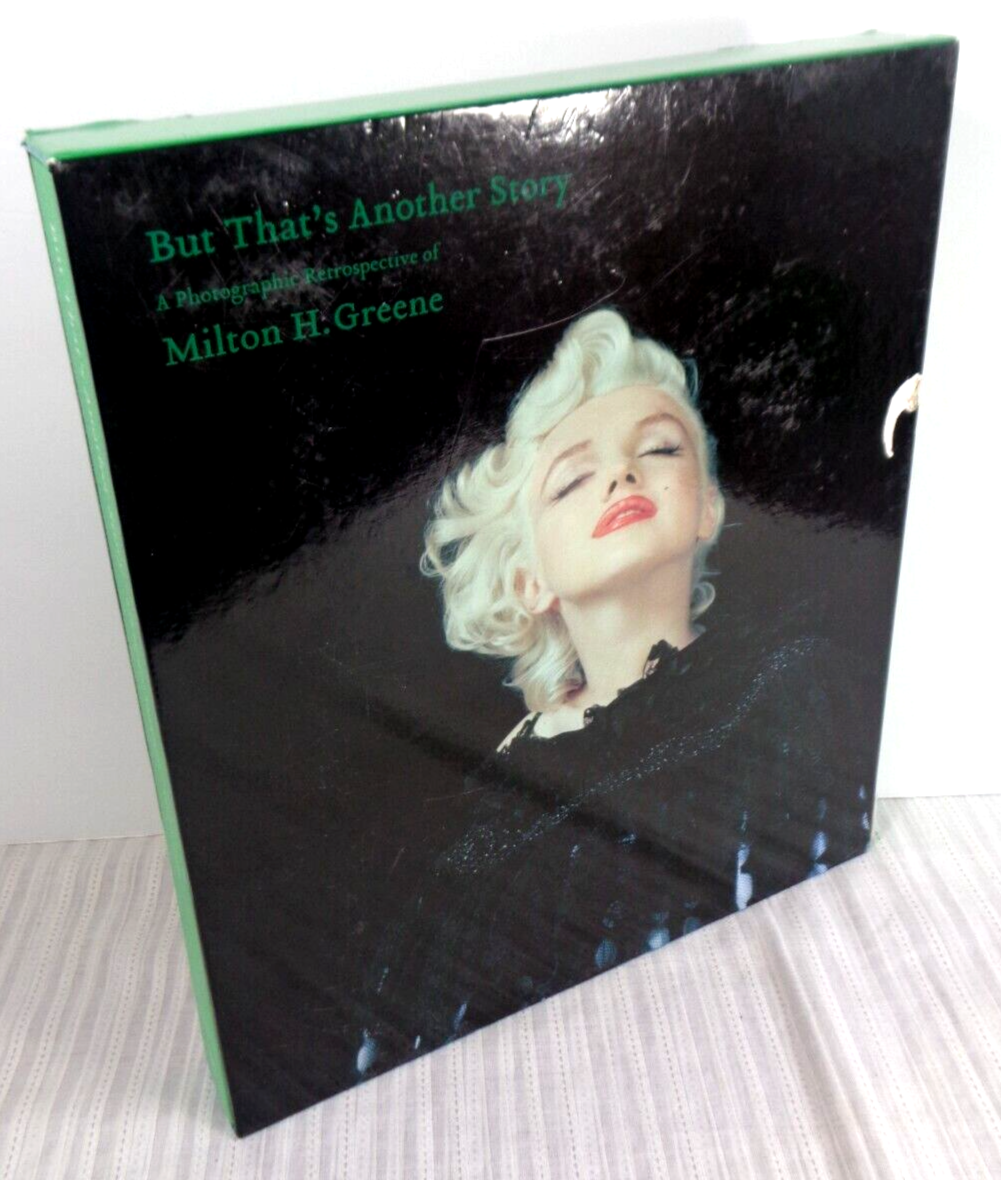 But That's Another Story
A Photographic Retrospective of
Milton H. Greene